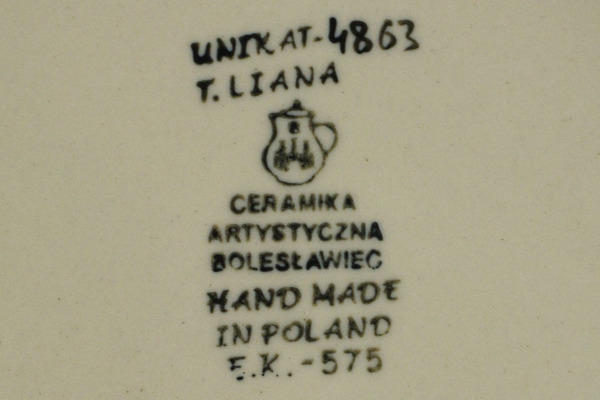 UNIKAT-4863
T. LIANA
B
CERAMIKA
ARTYSTYCZNA
BOLESŁAWIEC
HAND MADE
IN POLAND
E.K.-575